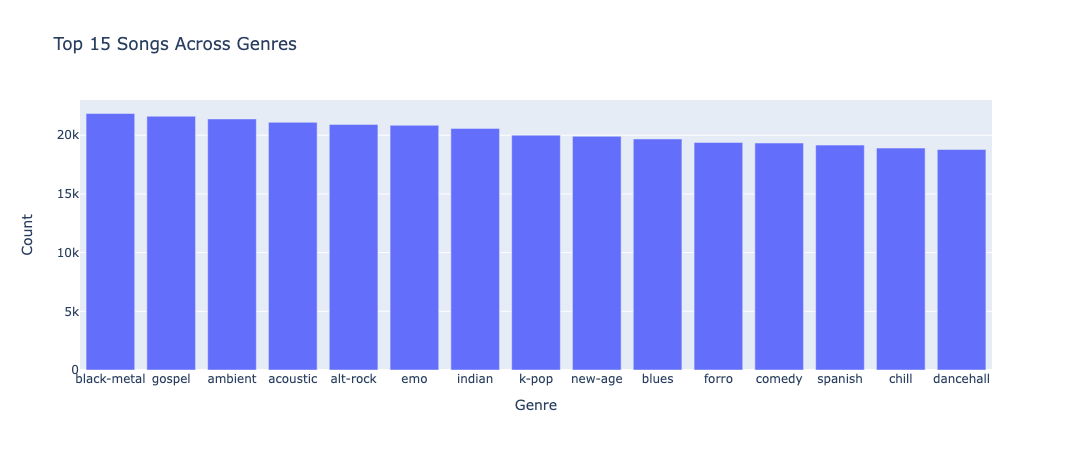 Top 15 Songs Across Genres
Count
20k
15k
10k
5k
0
black-metal gospel ambient acoustic alt-rock emo indian k-pop new-age blues forro comedy spanish chill dancehall
Genre